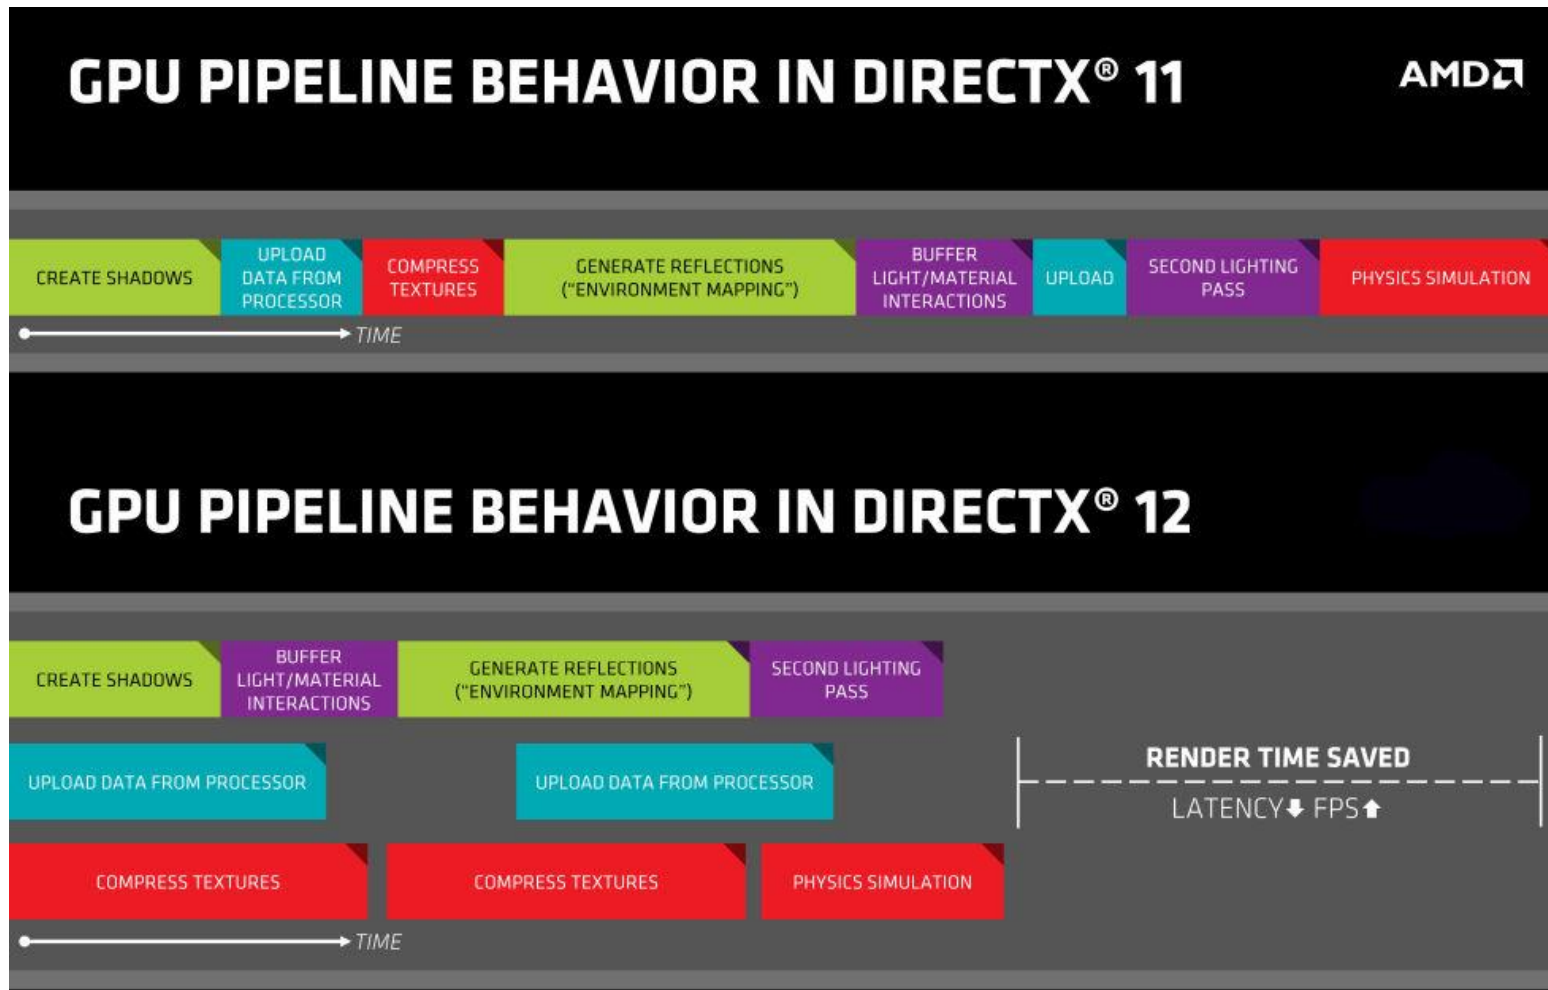 GPU PIPELINE BEHAVIOR IN DIRECTX® 11
AMD
CREATE SHADOWS
UPLOAD
DATA FROM
PROCESSOR
COMPRESS
TEXTURES
GENERATE REFLECTIONS
("ENVIRONMENT MAPPING")
BUFFER
LIGHT/MATERIAL
INTERACTIONS
UPLOAD
SECOND LIGHTING
PASS
PHYSICS SIMULATION
TIME
GPU PIPELINE BEHAVIOR IN DIRECTX® 12
CREATE SHADOWS
BUFFER
LIGHT/MATERIAL
INTERACTIONS
GENERATE REFLECTIONS
("ENVIRONMENT MAPPING")
SECOND LIGHTING
PASS
UPLOAD DATA FROM PROCESSOR
UPLOAD DATA FROM PROCESSOR
RENDER TIME SAVED
LATENCY⬇ FPS⬆
COMPRESS TEXTURES
COMPRESS TEXTURES
PHYSICS SIMULATION
TIME